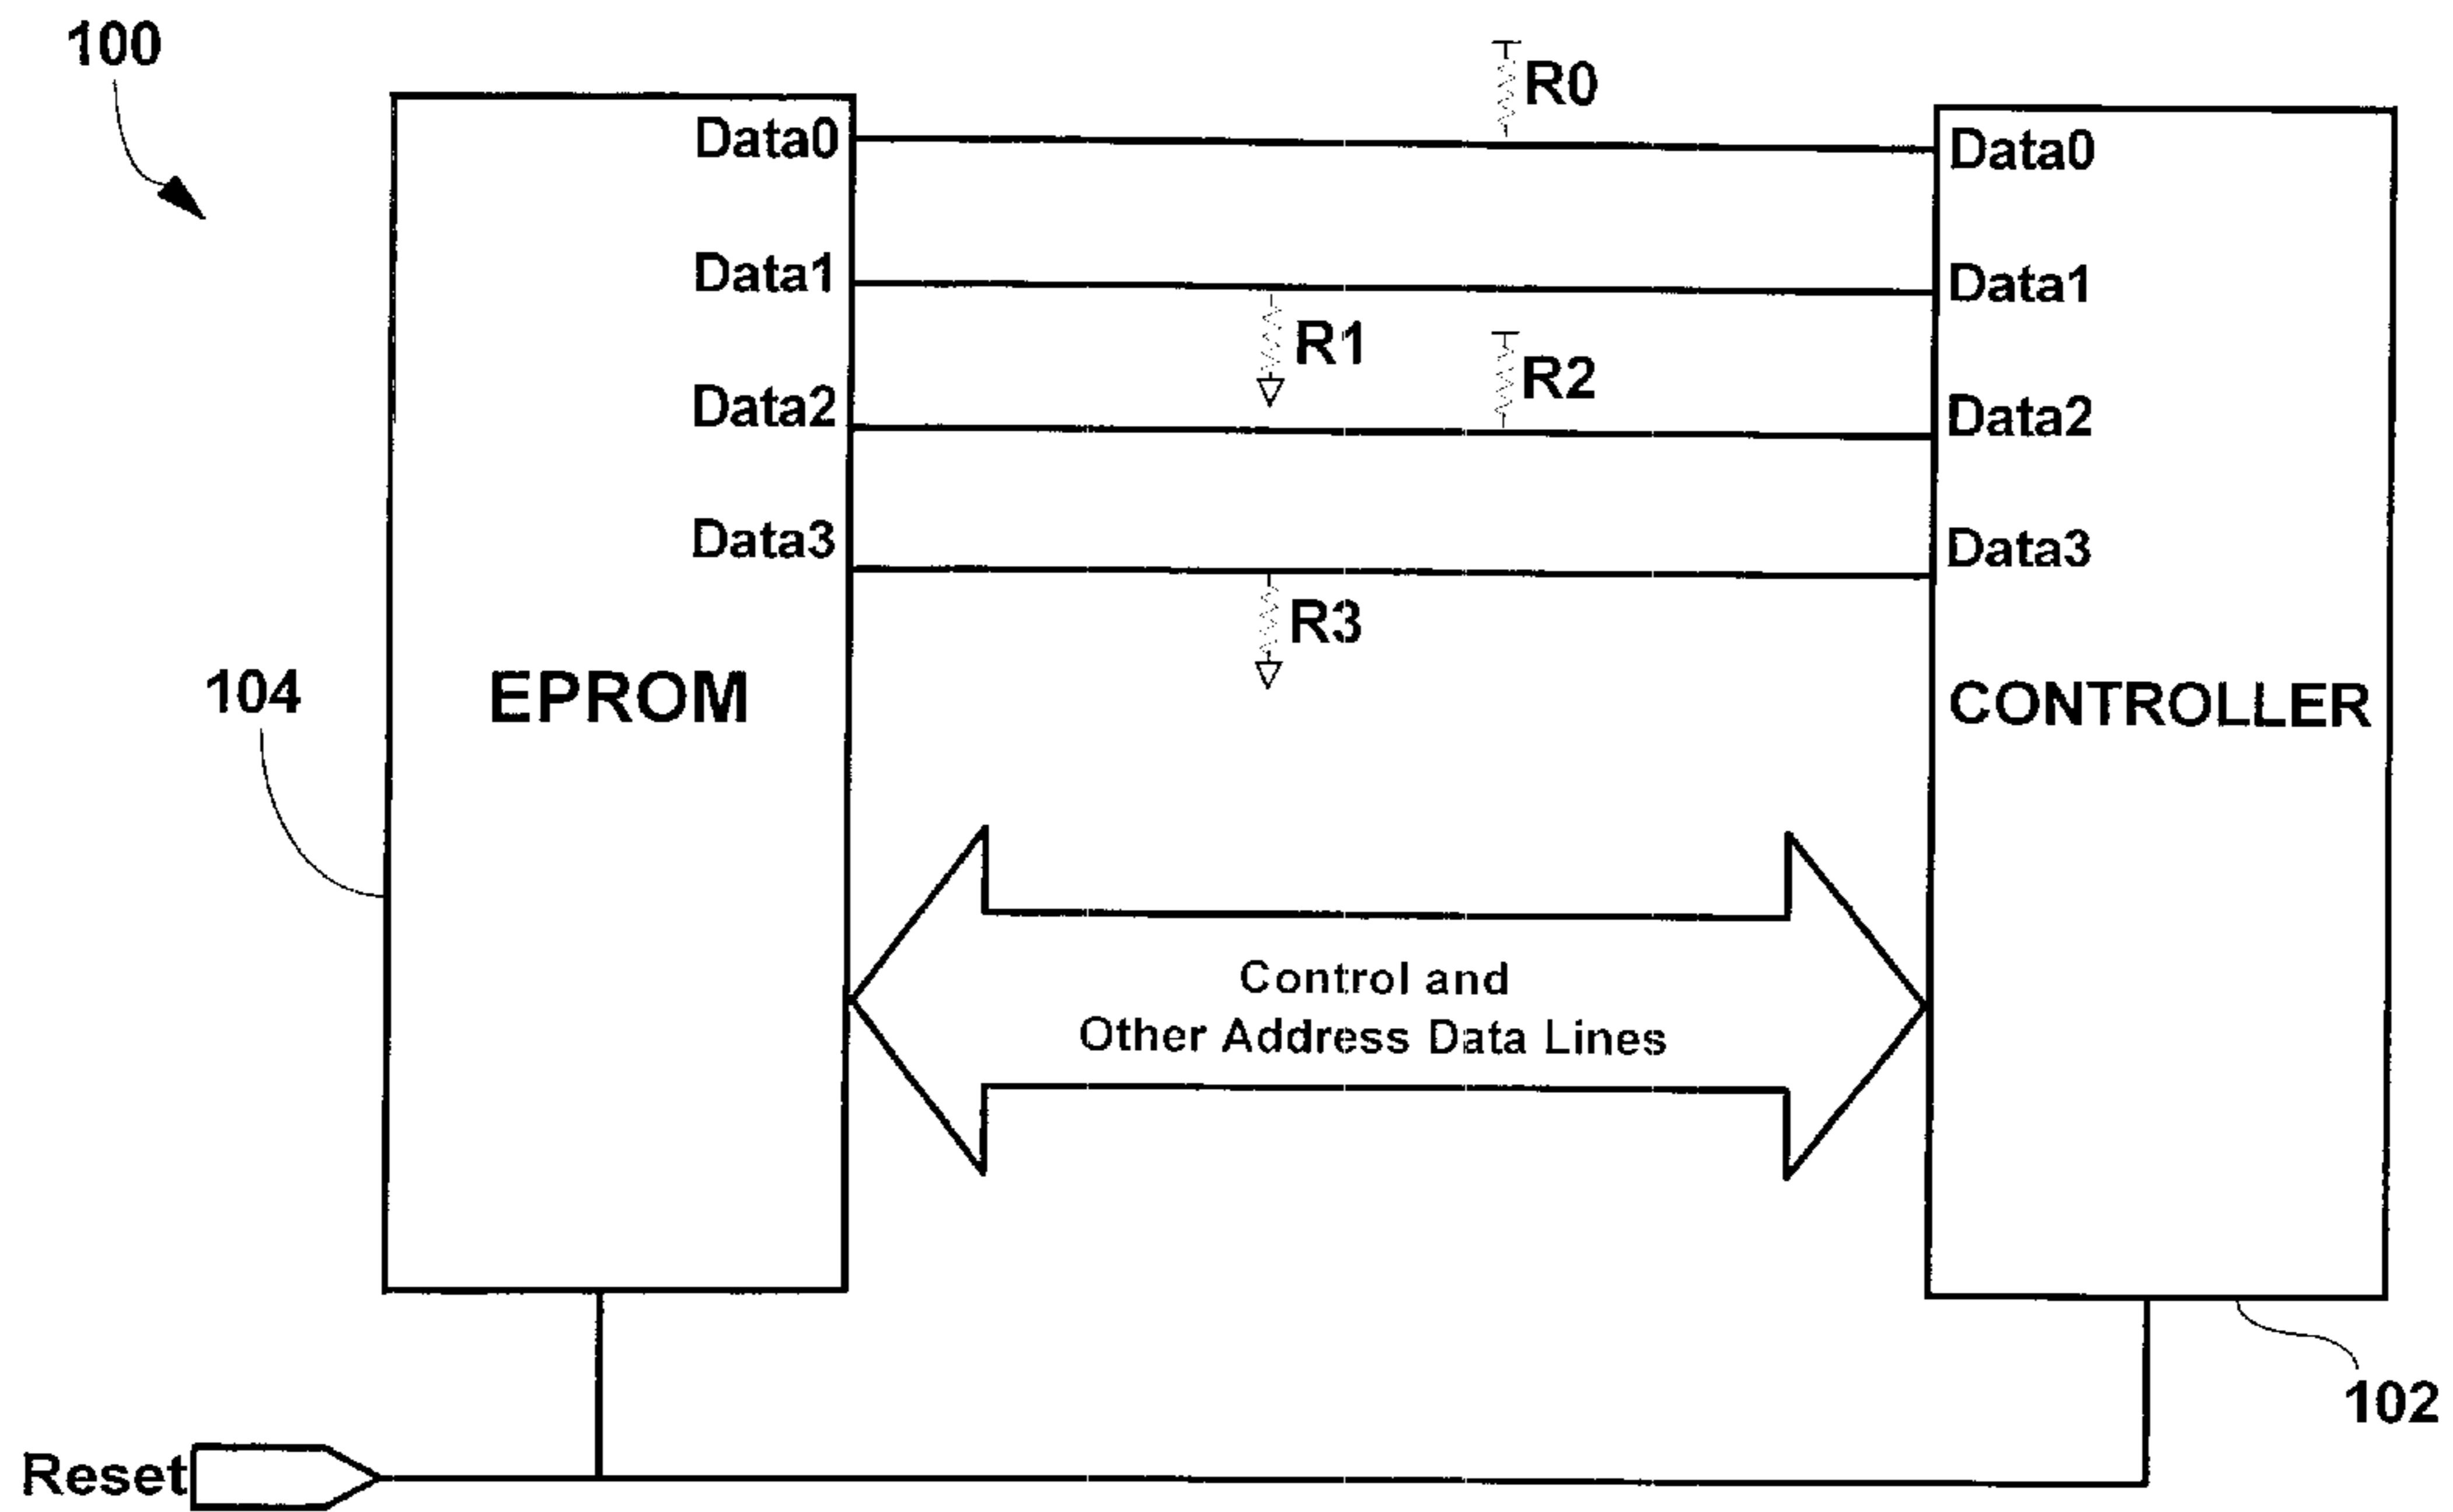 100
R0
Data0
Data0
Data1
Data1
R1
R2
Data2
Data2
Data3
Data3
R3
104
EPROM
CONTROLLER
Control and
Other Address Data Lines
102
Reset